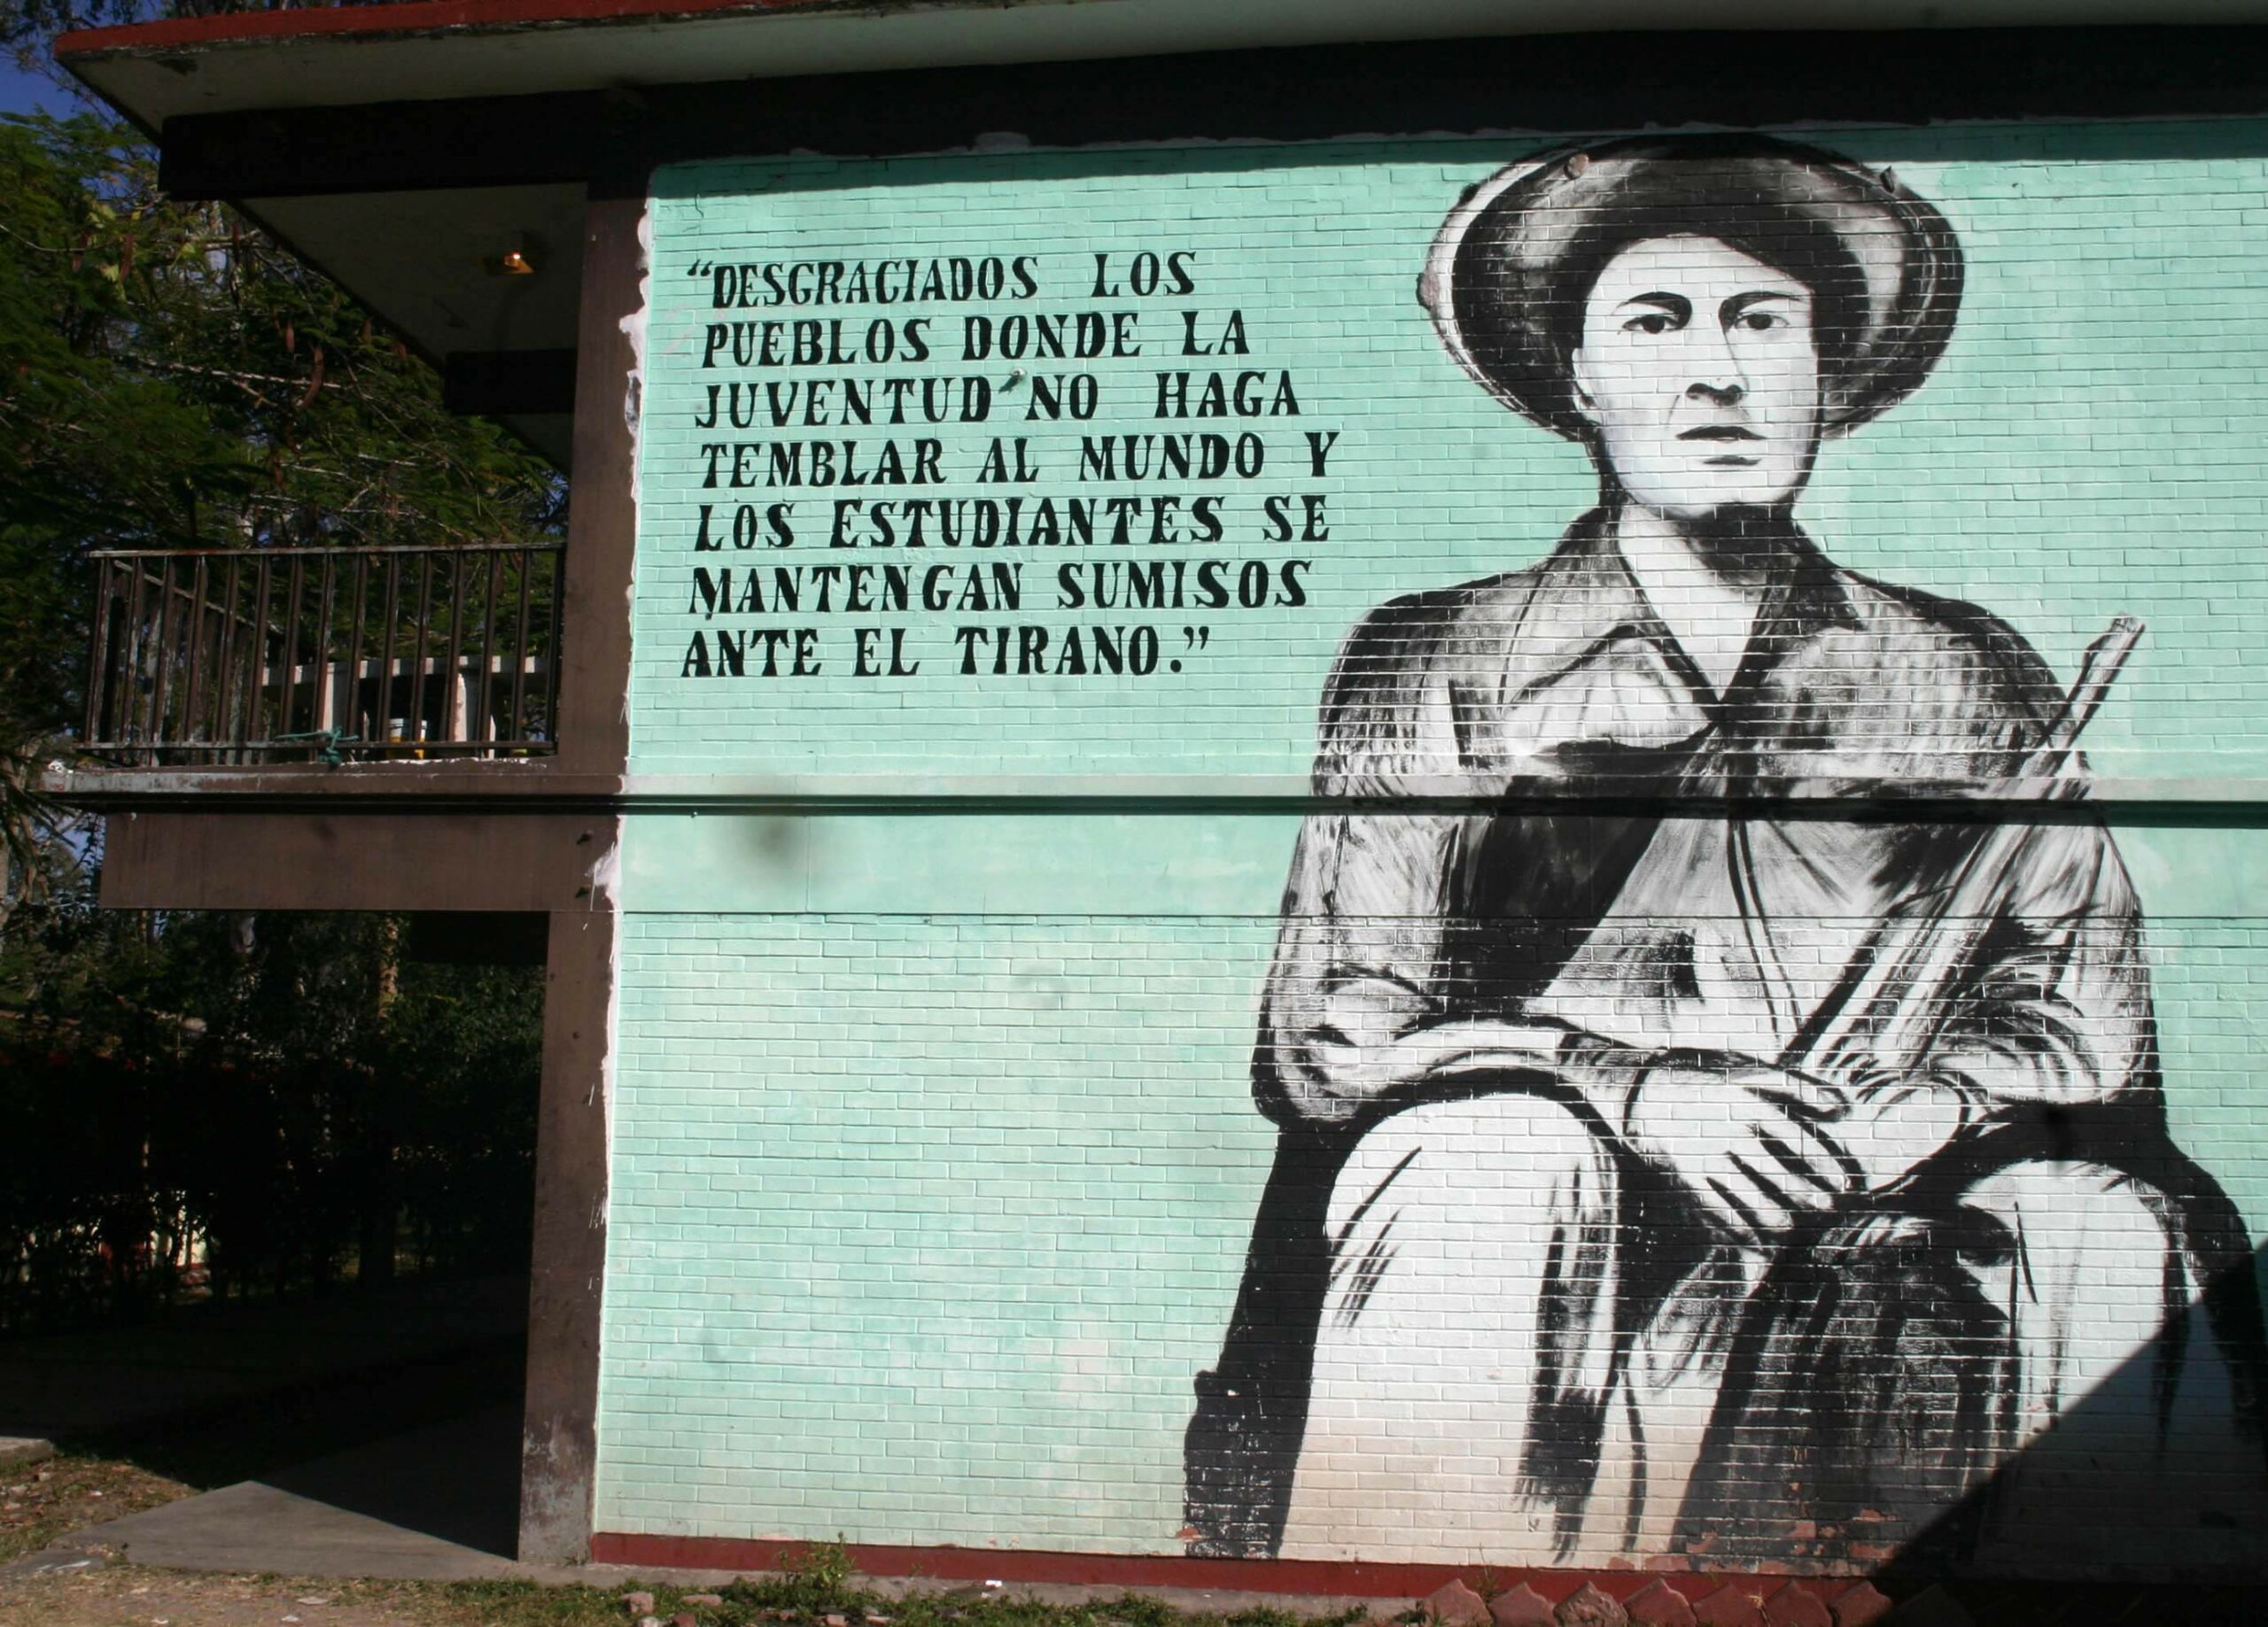 “DESGRACIADOS LOS
PUEBLOS DONDE LA
JUVENTUD NO HAGA
TEMBLAR AL MUNDO Y
LOS ESTUDIANTES SE
MANTENGAN SUMISOS
ANTE EL TIRANO.”